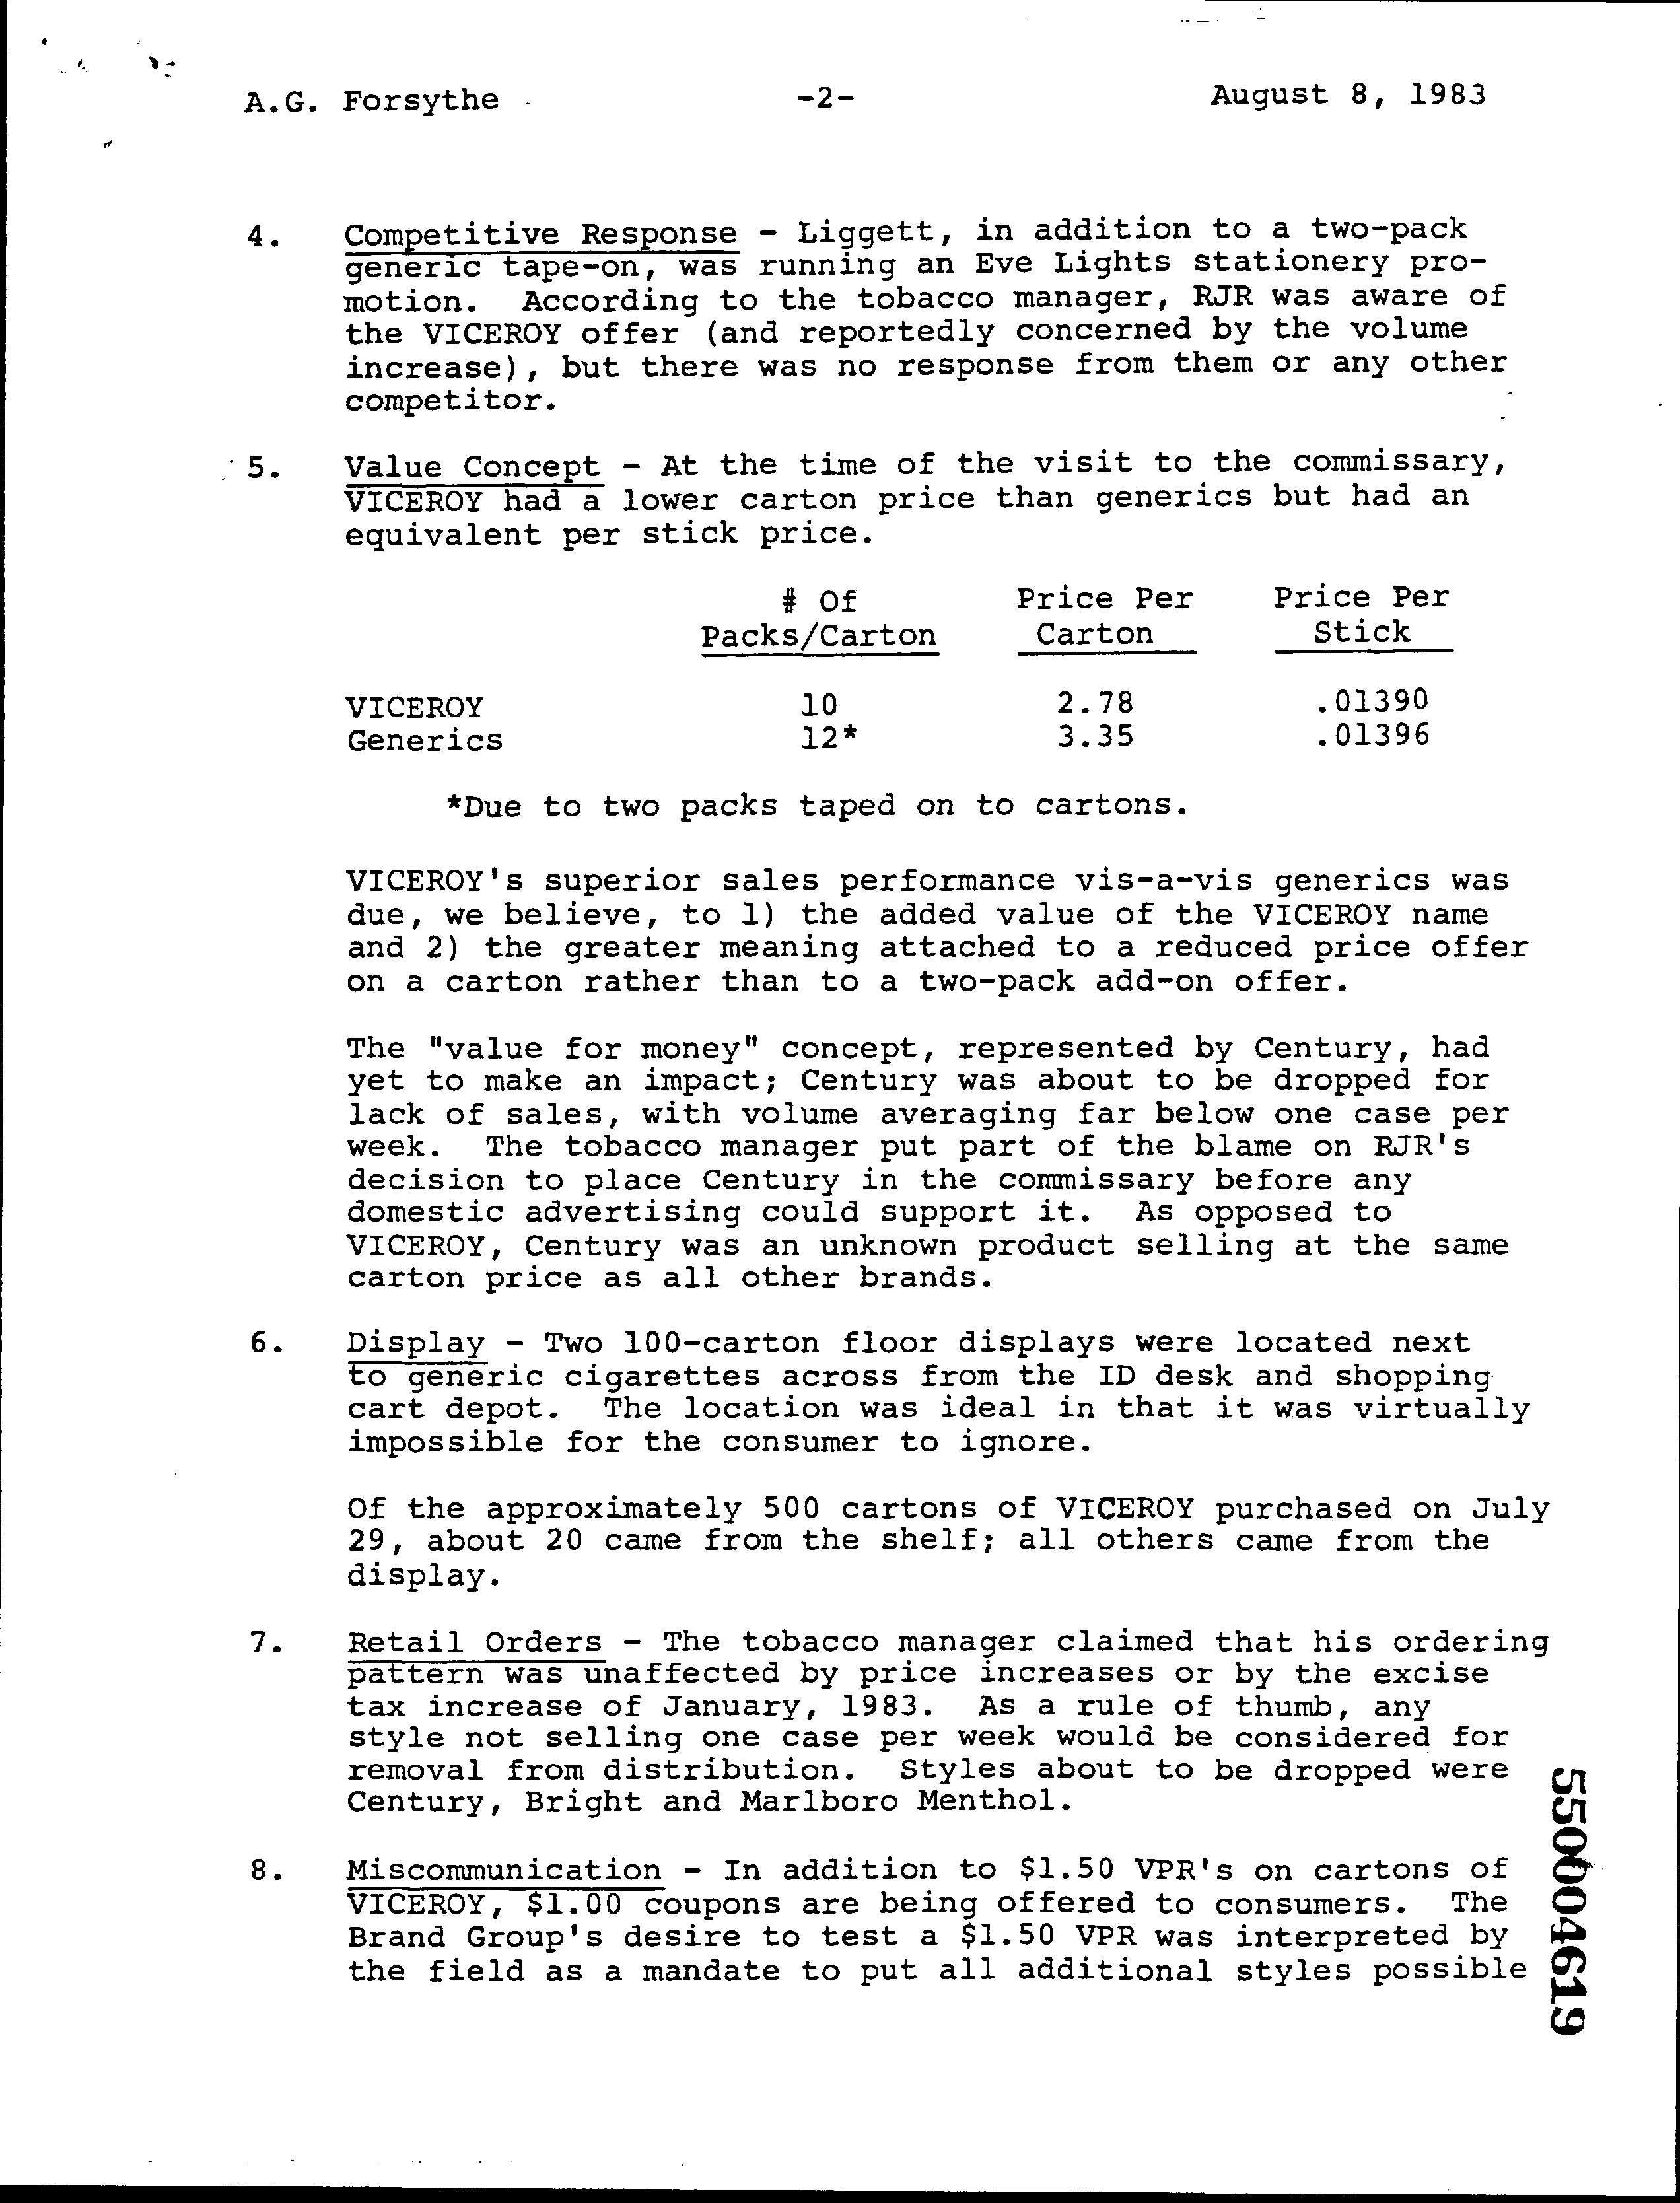 A.G. Forsythe -2- August 8, 1983
4. Competitive Response - Liggett, in addition to a two-pack
generic tape-on, was running an Eve Lights stationery pro-
motion. According to the tobacco manager, RJR was aware of
the VICEROY offer (and reportedly concerned by the volume
increase), but there was no response from them or any other
competitor.
5. Value Concept - At the time of the visit to the commissary,
VICEROY had a lower carton price than generics but had an
equivalent per stick price.
# Of Price Per Price Per
Packs/Carton Carton Stick
VICEROY 10 2.78 .01390
Generics 12* 3.35 .01396
*Due to two packs taped on to cartons.
VICEROY's superior sales performance vis-a-vis generics was
due, we believe, to 1) the added value of the VICEROY name
and 2) the greater meaning attached to a reduced price offer
on a carton rather than to a two-pack add-on offer.
The "value for money" concept, represented by Century, had
yet to make an impact; Century was about to be dropped for
lack of sales, with volume averaging far below one case per
week. The tobacco manager put part of the blame on RJR's
decision to place Century in the commissary before any
domestic advertising could support it. As opposed to
VICEROY, Century was an unknown product selling at the same
carton price as all other brands.
6. Display - Two 100-carton floor displays were located next
to generic cigarettes across from the ID desk and shopping
cart depot. The location was ideal in that it was virtually
impossible for the consumer to ignore.
Of the approximately 500 cartons of VICEROY purchased on July
29, about 20 came from the shelf; all others came from the
display.
7. Retail Orders - The tobacco manager claimed that his ordering
pattern was unaffected by price increases or by the excise
tax increase of January, 1983. As a rule of thumb, any
style not selling one case per week would be considered for
removal from distribution. Styles about to be dropped were
Century, Bright and Marlboro Menthol.
8. Miscommunication - In addition to $1.50 VPR's on cartons of
VICEROY, $1.00 coupons are being offered to consumers. The
Brand Group's desire to test a $1.50 VPR was interpreted by
the field as a mandate to put all additional styles possible
550004619